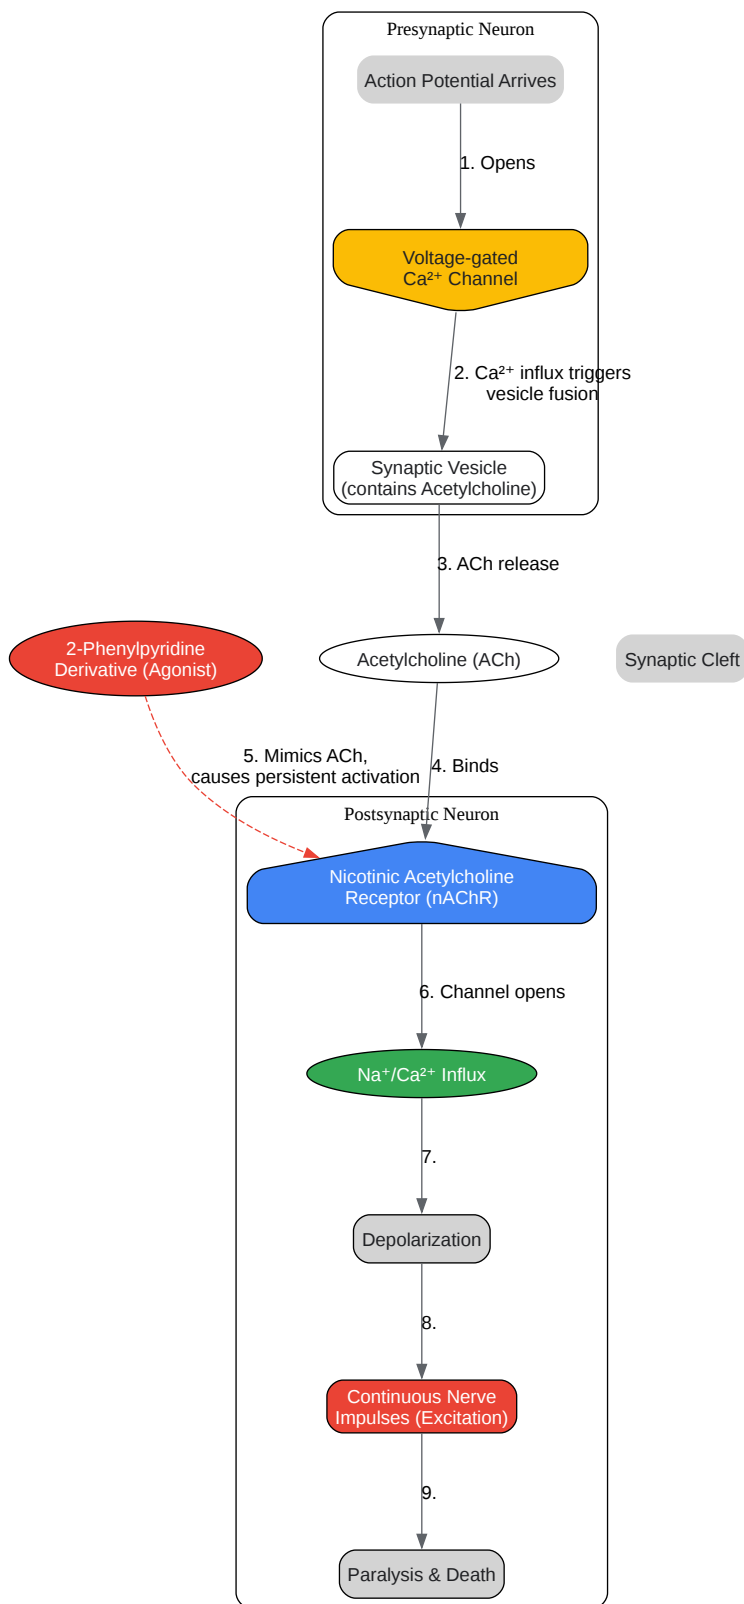 Presynaptic Neuron
Action Potential Arrives
1. Opens
Voltage-gated
Ca²⁺ Channel
2. Ca²⁺ influx triggers
vesicle fusion
Synaptic Vesicle
(contains Acetylcholine)
3. ACh release
2-Phenylpyridine
Derivative (Agonist)
Acetylcholine (ACh)
Synaptic Cleft
5. Mimics ACh,
causes persistent activation
4. Binds
Postsynaptic Neuron
Nicotinic Acetylcholine
Receptor (nAChR)
6. Channel opens
Na⁺/Ca²⁺ Influx
7.
Depolarization
8.
Continuous Nerve
Impulses (Excitation)
9.
Paralysis & Death